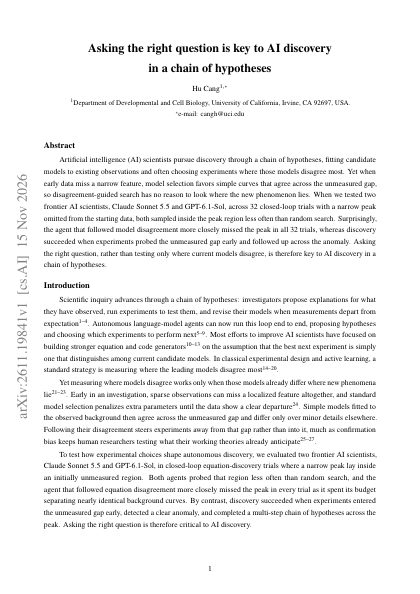 Asking the right question is key to AI discovery
in a chain of hypotheses
Hu Cang1,*
1Department of Developmental and Cell Biology, University of California, Irvine, CA 92697, USA.
*e-mail: cangh@uci.edu
Abstract
Artificial intelligence (AI) scientists pursue discovery through a chain of hypotheses, fitting candidate
models to existing observations and often choosing experiments where those models disagree most. Yet when
early data miss a narrow feature, model selection favors simple curves that agree across the unmeasured gap,
so disagreement-guided search has no reason to look where the new phenomenon lies. When we tested two
frontier AI scientists, Claude Sonnet 5.5 and GPT-6.1-Sol, across 32 closed-loop trials with a narrow peak
omitted from the starting data, both sampled inside the peak region less often than random search. Surprisingly,
the agent that followed model disagreement more closely missed the peak in all 32 trials, whereas discovery
succeeded when experiments probed the unmeasured gap early and followed up across the anomaly. Asking
the right question, rather than testing only where current models disagree, is therefore key to AI discovery in a
chain of hypotheses.
Introduction
Scientific inquiry advances through a chain of hypotheses: investigators propose explanations for what
they have observed, run experiments to test them, and revise their models when measurements depart from
expectation1–4. Autonomous language-model agents can now run this loop end to end, proposing hypotheses
and choosing which experiments to perform next5–9. Most efforts to improve AI scientists have focused on
building stronger equation and code generators10–13 on the assumption that the best next experiment is simply
one that distinguishes among current candidate models. In classical experimental design and active learning, a
standard strategy is measuring where the leading models disagree most14–20.
Yet measuring where models disagree works only when those models already differ where new phenomena
lie21–23. Early in an investigation, sparse observations can miss a localized feature altogether, and standard
model selection penalizes extra parameters until the data show a clear departure24. Simple models fitted to
the observed background then agree across the unmeasured gap and differ only over minor details elsewhere.
Following their disagreement steers experiments away from that gap rather than into it, much as confirmation
bias keeps human researchers testing what their working theories already anticipate25–27.
To test how experimental choices shape autonomous discovery, we evaluated two frontier AI scientists,
Claude Sonnet 5.5 and GPT-6.1-Sol, in closed-loop equation-discovery trials where a narrow peak lay inside
an initially unmeasured region. Both agents probed that region less often than random search, and the
agent that followed equation disagreement more closely missed the peak in every trial as it spent its budget
separating nearly identical background curves. By contrast, discovery succeeded when experiments entered
the unmeasured gap early, detected a clear anomaly, and completed a multi-step chain of hypotheses across the
peak. Asking the right question is therefore critical to AI discovery.
1
arXiv:2611.19841v1 [cs.AI] 15 Nov 2026